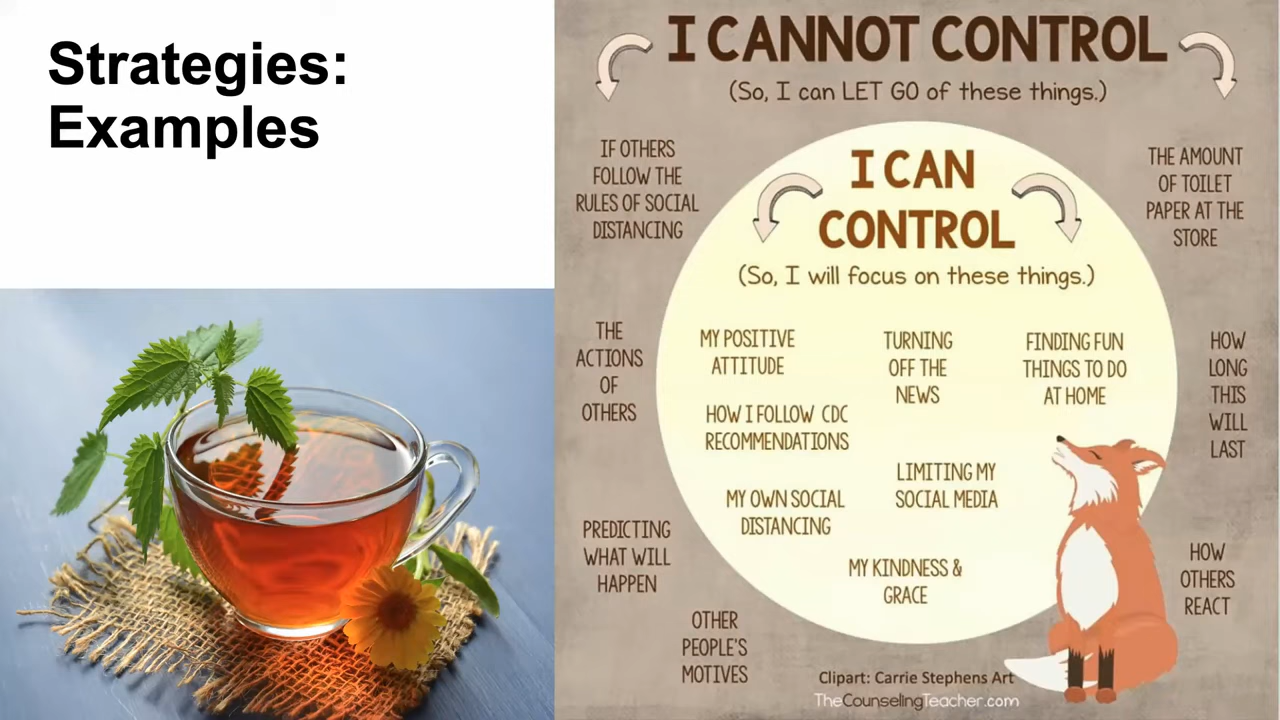 Strategies:
Examples
I CANNOT CONTROL
(So, I can LET GO of these things.)
I CAN
CONTROL
(So, I will focus on these things.)
IF OTHERS
FOLLOW THE
RULES OF SOCIAL
DISTANCING
THE AMOUNT
OF TOILET
PAPER AT THE
STORE
THE
ACTIONS
OF
OTHERS
MY POSITIVE
ATTITUDE
TURNING
OFF THE
NEWS
FINDING FUN
THINGS TO DO
AT HOME
HOW
LONG
THIS
WILL
LAST
HOW I FOLLOW CDC
RECOMMENDATIONS
LIMITING MY
SOCIAL MEDIA
MY OWN SOCIAL
DISTANCING
PREDICTING
WHAT WILL
HAPPEN
MY KINDNESS &
GRACE
HOW
OTHERS
REACT
OTHER
PEOPLE'S
MOTIVES
Clipart: Carrie Stephens Art
TheCounselingTeacher.com